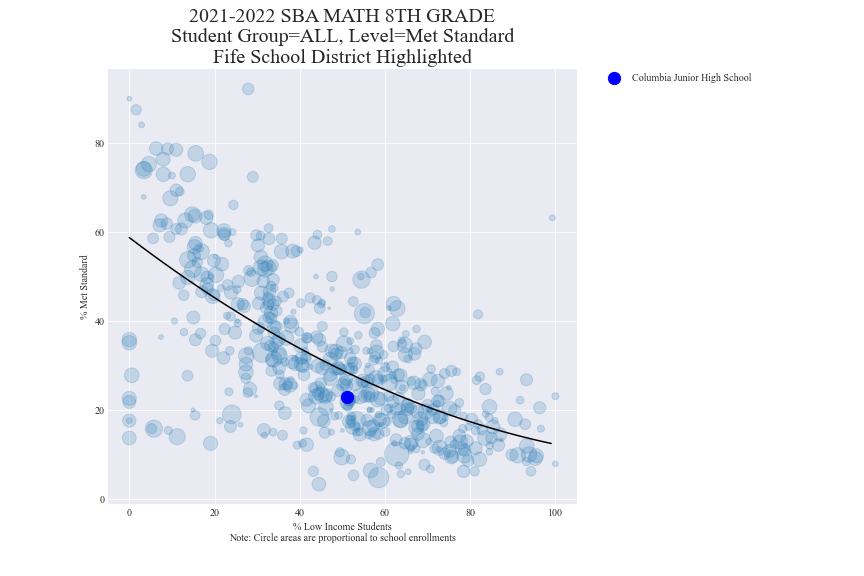 2021-2022 SBA MATH 8TH GRADE
Student Group=ALL, Level=Met Standard
Fife School District Highlighted
Columbia Junior High School
80
60
40
20
0
% Met Standard
0 20 40 60 80 100
% Low Income Students
Note: Circle areas are proportional to school enrollments